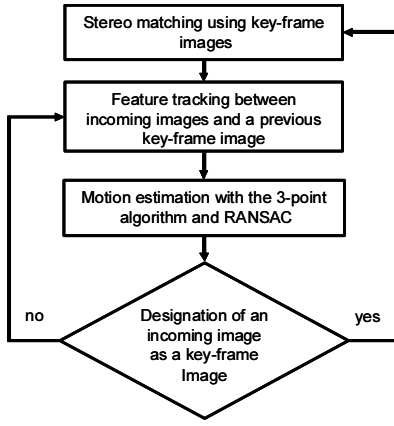 Stereo matching using key-frame
images
Feature tracking between
incoming images and a previous
key-frame image
Motion estimation with the 3-point
algorithm and RANSAC
no
Designation of an
incoming image
as a key-frame
Image
yes